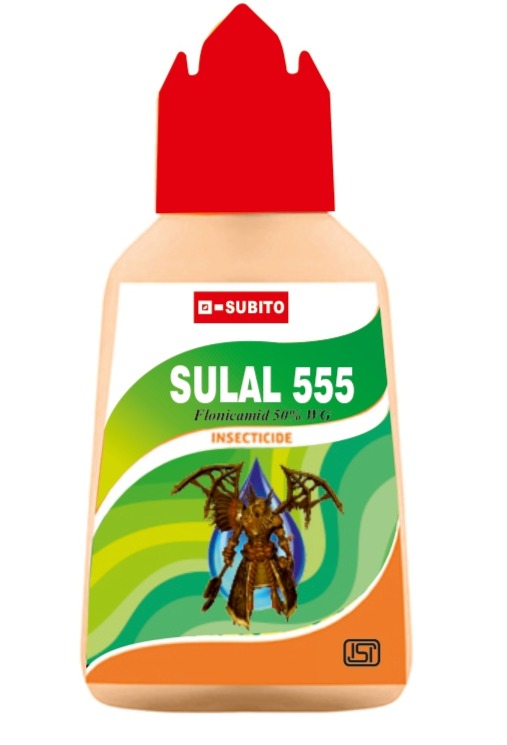 SUBITO
SULAL 555
Flonicamid 50% WG
INSECTICIDE
ISI